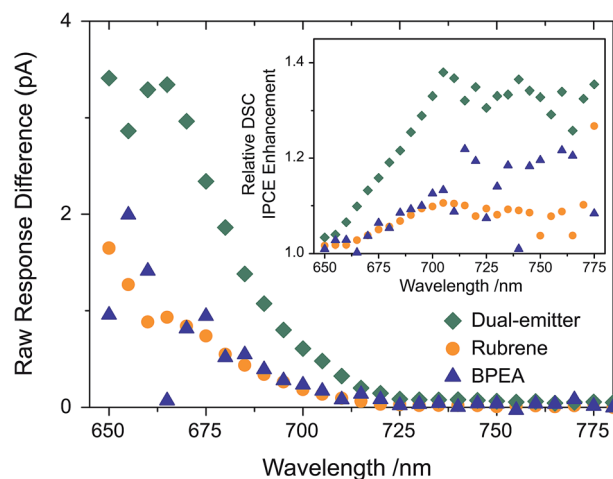 4
2
0
Raw Response Difference (pA)
650
675
700
725
750
775
Wavelength /nm
1.4
1.2
1.0
Relative DSC
IPCE Enhancement
650
675
700
725
750
775
Wavelength /nm
Dual-emitter
Rubrene
BPEA